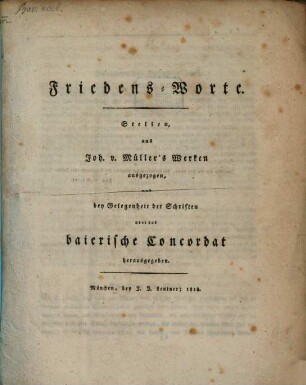 Bav.
Friedens-Worte.
Stellen,
aus
Joh. v. Müller's Werken
ausgezogen,
und
bey Gelegenheit der Schriften
über das
baierische Concordat
herausgegeben.
München, bey J. J. Lentner; 1818.